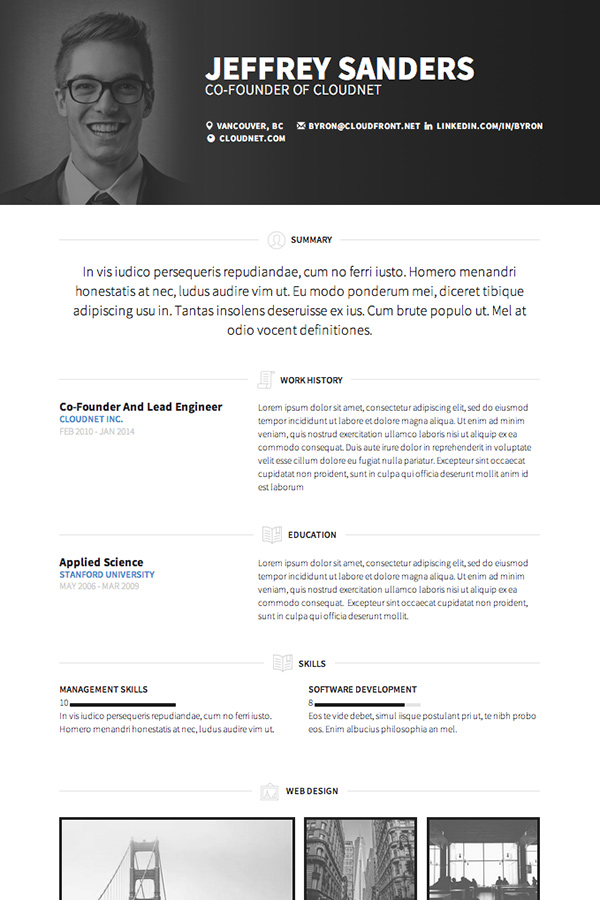 JEFFREY SANDERS
CO-FOUNDER OF CLOUDNET
VANCOUVER, BC BYRON@CLOUDFRONT.NET LINKEDIN.COM/IN/BYRON
CLOUDNET.COM
SUMMARY
In vis iudico persequeris repudiandae, cum no ferri iusto. Homero menandri
honestatis at nec, ludus audire vim ut. Eu modo ponderum mei, diceret tibique
adipiscing usu in. Tantas insolens deseruisse ex ius. Cum brute populo ut. Mel at
odio vocent definitiones.
WORK HISTORY
Co-Founder And Lead Engineer
CLOUDNET INC.
FEB 2010 - JAN 2014
Lorem ipsum dolor sit amet, consectetur adipiscing elit, sed do eiusmod
tempor incididunt ut labore et dolore magna aliqua. Ut enim ad minim
veniam, quis nostrud exercitation ullamco laboris nisi ut aliquip ex ea
commodo consequat. Duis aute irure dolor in reprehenderit in voluptate
velit esse cillum dolore eu fugiat nulla pariatur. Excepteur sint occaecat
cupidatat non proident, sunt in culpa qui officia deserunt mollit anim id
est laborum
EDUCATION
Applied Science
STANFORD UNIVERSITY
MAY 2006 - MAR 2009
Lorem ipsum dolor sit amet, consectetur adipiscing elit, sed do eiusmod
tempor incididunt ut labore et dolore magna aliqua. Ut enim ad minim
veniam, quis nostrud exercitation ullamco laboris nisi ut aliquip ex ea
commodo consequat. Excepteur sint occaecat cupidatat non proident,
sunt in culpa qui officia deserunt mollit.
SKILLS
MANAGEMENT SKILLS
10
In vis iudico persequeris repudiandae, cum no ferri iusto.
Homero menandri honestatis at nec, ludus audire vim ut.
SOFTWARE DEVELOPMENT
8
Eos te vide debet, simul iisque postulant pri ut, te nibh probo
eos. Enim albucius philosophia an mel.
WEB DESIGN